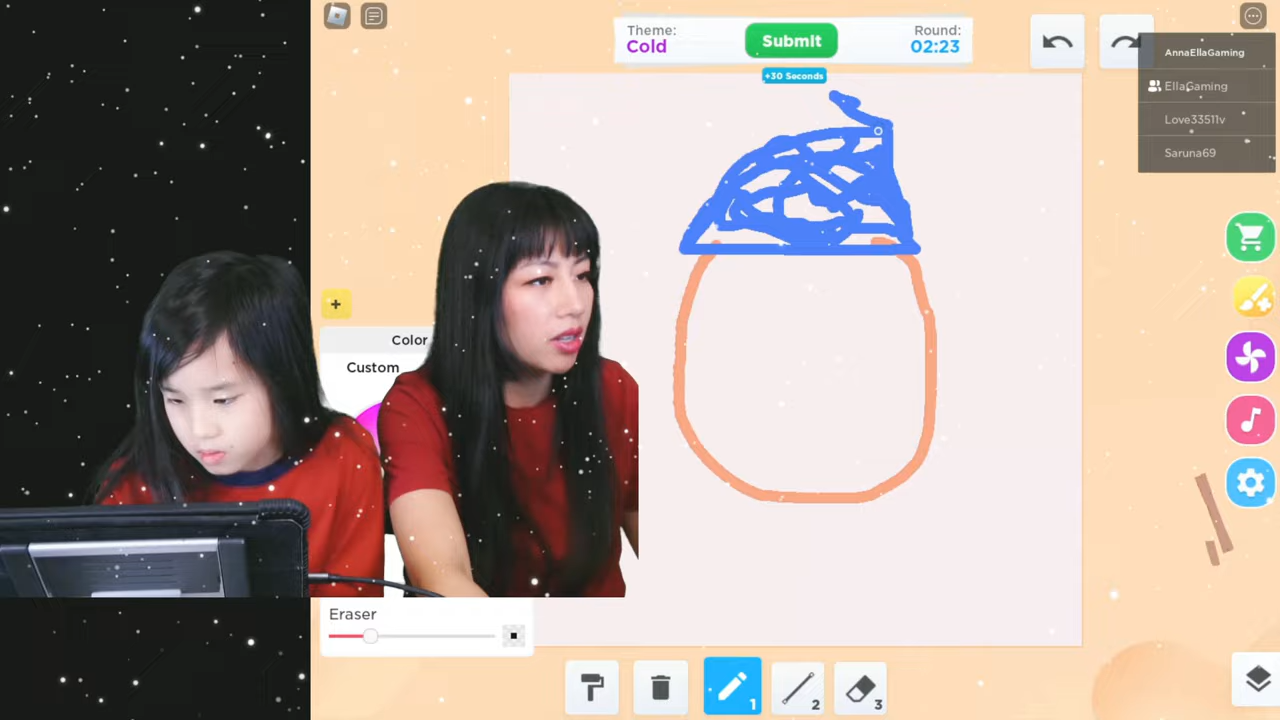 Theme:
Cold
Submit
Round:
02:23
+30 Seconds
AnnaEllaGaming
EllaGaming
Love33511v
Saruna69
+
Color
Custom
Eraser
1
2
3